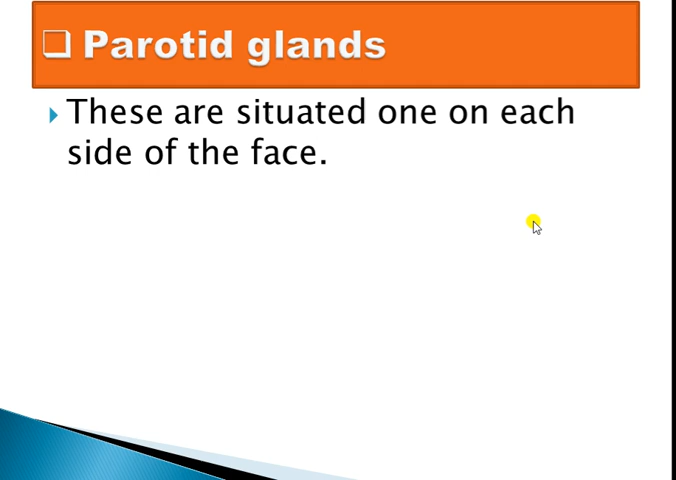 ❑ Parotid glands
These are situated one on each
side of the face.